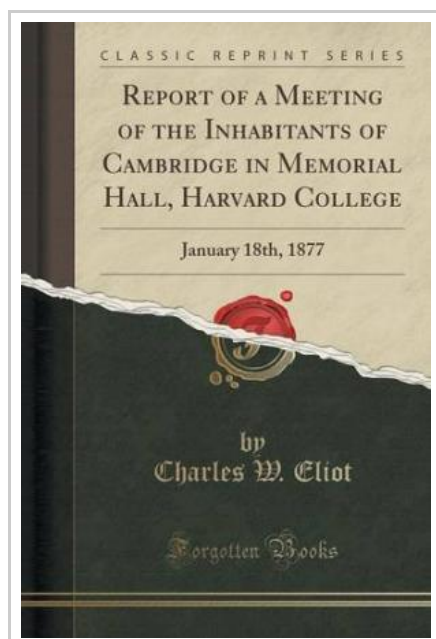 CLASSIC REPRINT SERIES
REPORT OF A MEETING
OF THE INHABITANTS OF
CAMBRIDGE IN MEMORIAL
HALL, HARVARD COLLEGE
January 18th, 1877
F
by
Charles W. Eliot
Forgotten Books